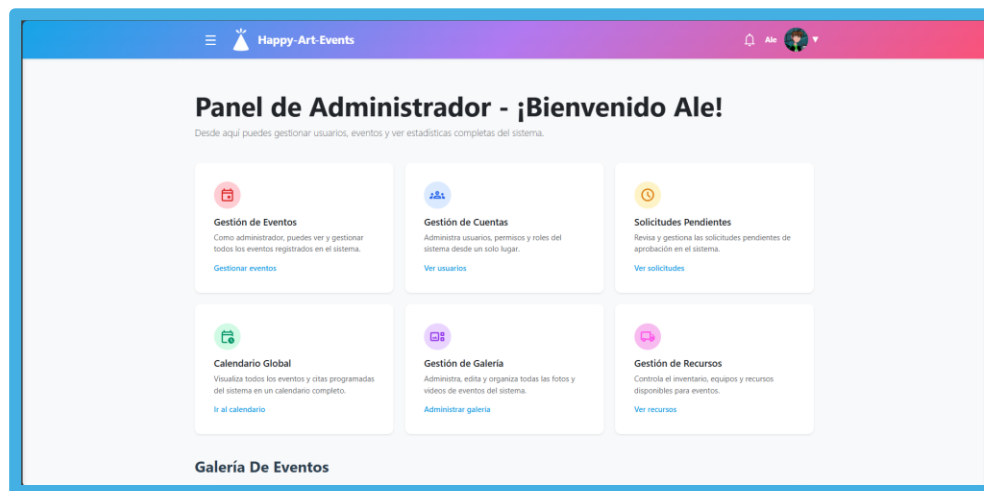 Happy-Art-Events
Ale
Panel de Administrador - ¡Bienvenido Ale!
Desde aquí puedes gestionar usuarios, eventos y ver estadísticas completas del sistema.
Gestión de Eventos
Como administrador, puedes ver y gestionar
todos los eventos registrados en el sistema.
Gestionar eventos
Gestión de Cuentas
Administra usuarios, permisos y roles del
sistema desde un solo lugar.
Ver usuarios
Solicitudes Pendientes
Revisa y gestiona las solicitudes pendientes de
aprobación en el sistema.
Ver solicitudes
Calendario Global
Visualiza todos los eventos y citas programadas
del sistema en un calendario completo.
Ir al calendario
Gestión de Galería
Administra, edita y organiza todas las fotos y
videos de eventos del sistema.
Administrar galería
Gestión de Recursos
Controla el inventario, equipos y recursos
disponibles para eventos.
Ver recursos
Galería De Eventos